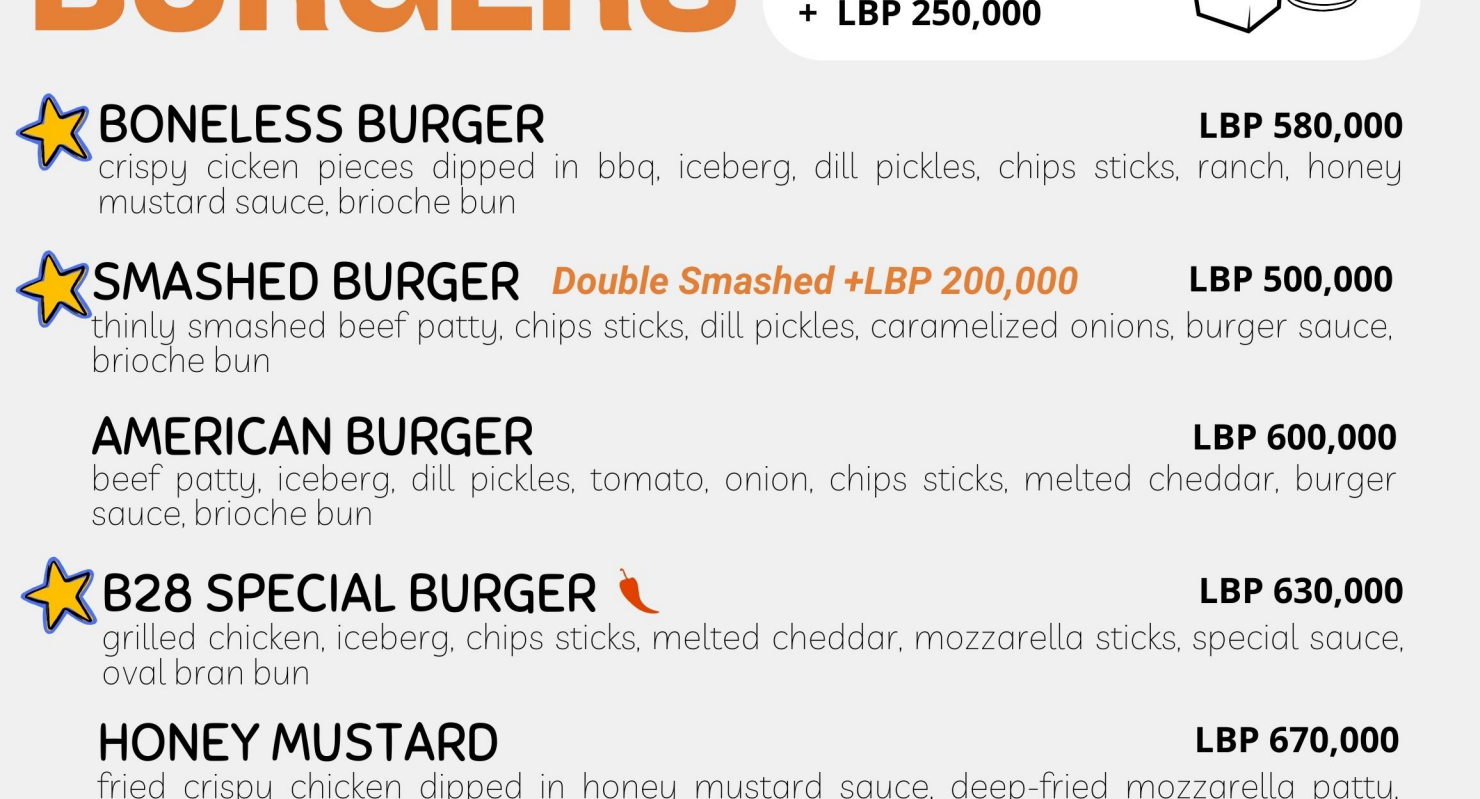 BURGERS
+ LBP 250,000
BONELESS BURGER LBP 580,000
crispy cicken pieces dipped in bbq, iceberg, dill pickles, chips sticks, ranch, honey
mustard sauce, brioche bun
SMASHED BURGER Double Smashed +LBP 200,000 LBP 500,000
thinly smashed beef patty, chips sticks, dill pickles, caramelized onions, burger sauce,
brioche bun
AMERICAN BURGER LBP 600,000
beef patty, iceberg, dill pickles, tomato, onion, chips sticks, melted cheddar, burger
sauce, brioche bun
B28 SPECIAL BURGER LBP 630,000
grilled chicken, iceberg, chips sticks, melted cheddar, mozzarella sticks, special sauce,
oval bran bun
HONEY MUSTARD LBP 670,000
fried crispy chicken dipped in honey mustard sauce, deep-fried mozzarella patty,